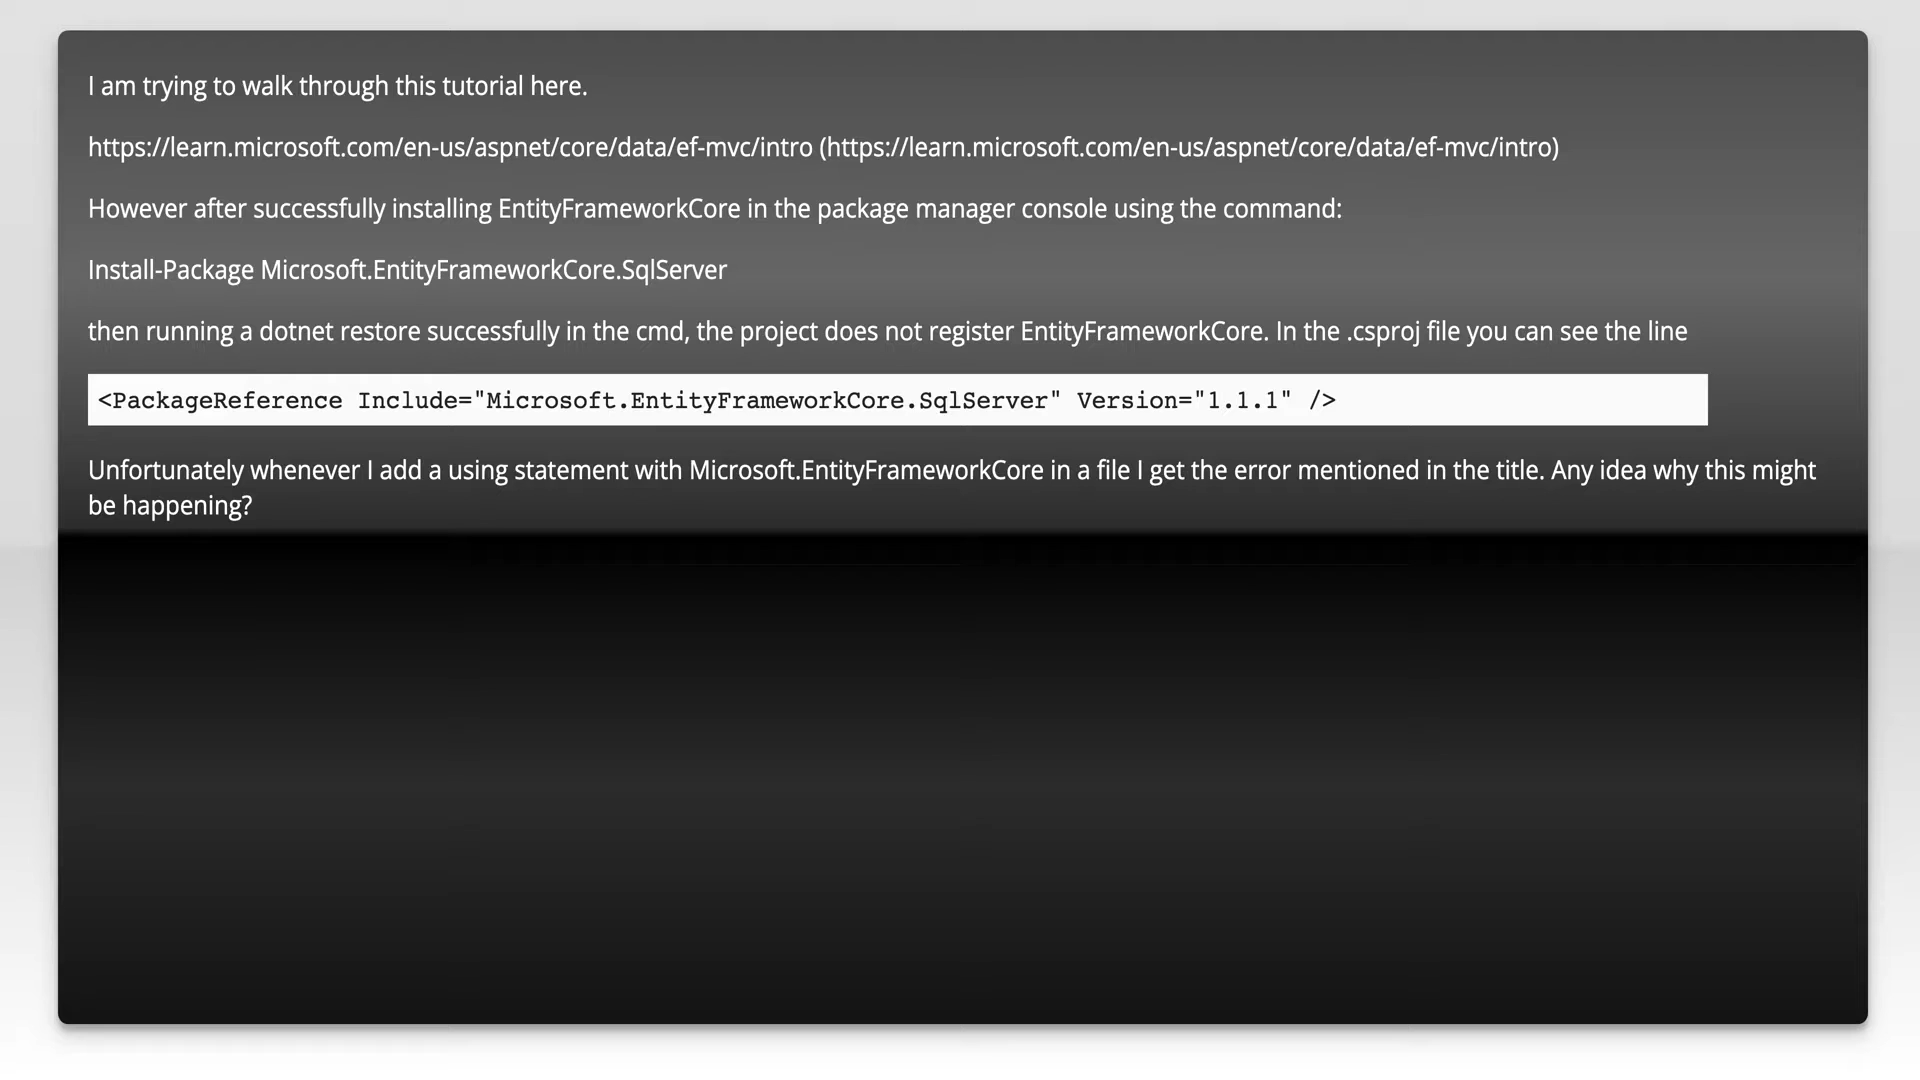 I am trying to walk through this tutorial here.
https://learn.microsoft.com/en-us/aspnet/core/data/ef-mvc/intro (https://learn.microsoft.com/en-us/aspnet/core/data/ef-mvc/intro)
However after successfully installing EntityFrameworkCore in the package manager console using the command:
Install-Package Microsoft.EntityFrameworkCore.SqlServer
then running a dotnet restore successfully in the cmd, the project does not register EntityFrameworkCore. In the .csproj file you can see the line
<PackageReference Include="Microsoft.EntityFrameworkCore.SqlServer" Version="1.1.1" />
Unfortunately whenever I add a using statement with Microsoft.EntityFrameworkCore in a file I get the error mentioned in the title. Any idea why this might
be happening?